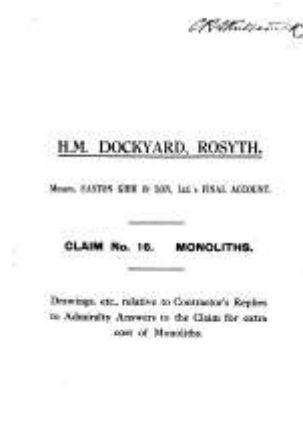 H.M. DOCKYARD, ROSYTH.
Messrs. EASTON GIBB & SON, Ltd.'s FINAL ACCOUNT.
CLAIM No. 16. MONOLITHS.
Drawings, etc., relative to Contractor's Replies
to Admiralty Answers to the Claim for extra
cost of Monoliths.